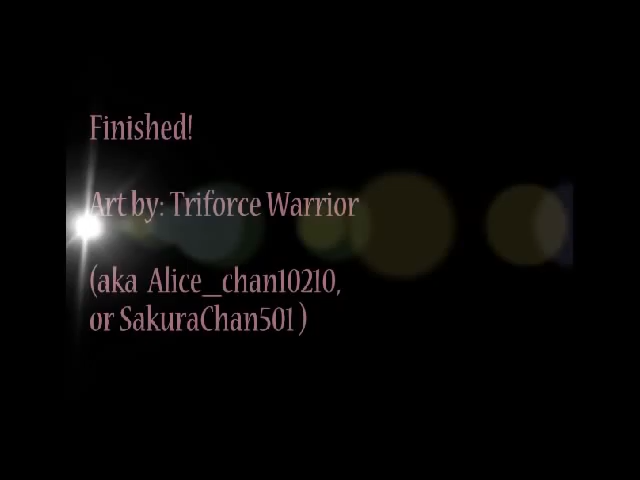 Finished!
Art by: Triforce Warrior
(aka Alice_chan10210,
or SakuraChan501)